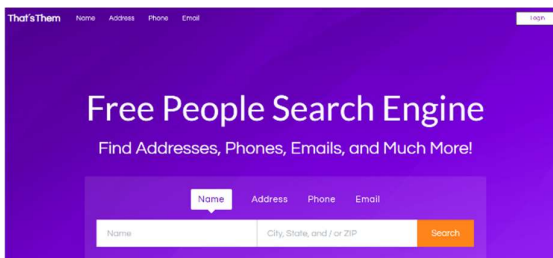 That'sThem Name Address Phone Email Login
Free People Search Engine
Find Addresses, Phones, Emails, and Much More!
Name Address Phone Email
Name City, State, and / or ZIP Search